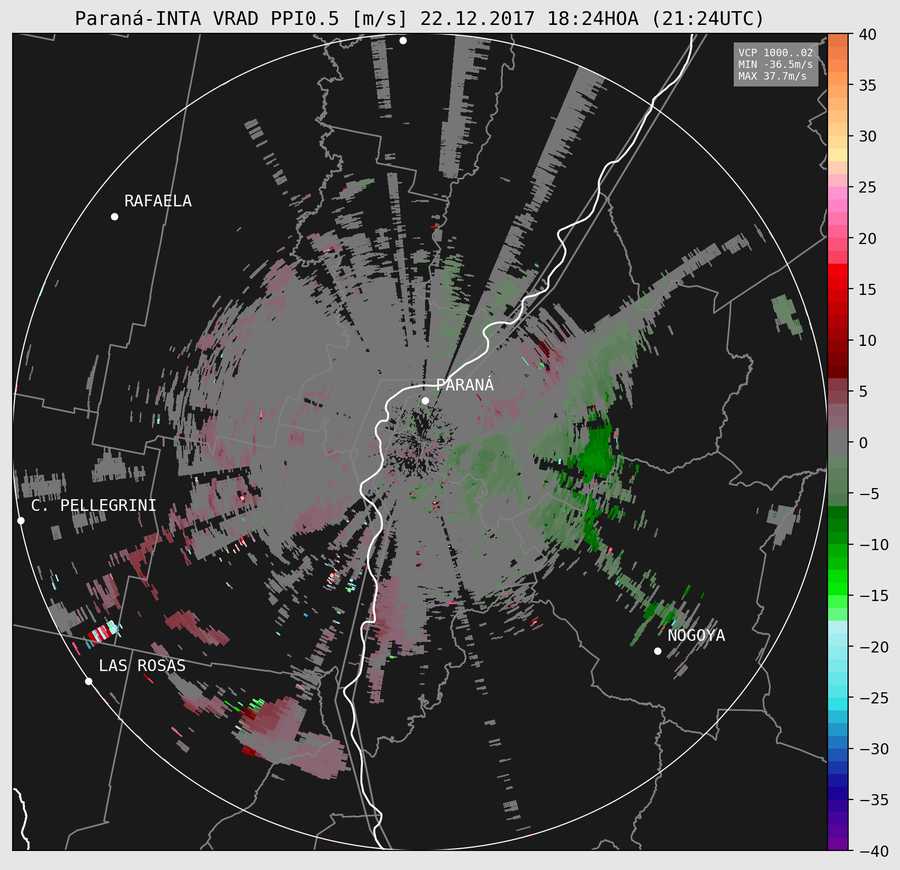 Paraná-INTA VRAD PPI0.5 [m/s] 22.12.2017 18:24HOA (21:24UTC)
VCP 1000..02
MIN -36.5m/s
MAX 37.7m/s
RAFAELA
PARANÁ
C. PELLEGRINI
NOGOYA
LAS ROSAS
40
35
30
25
20
15
10
5
0
−5
−10
−15
−20
−25
−30
−35
−40